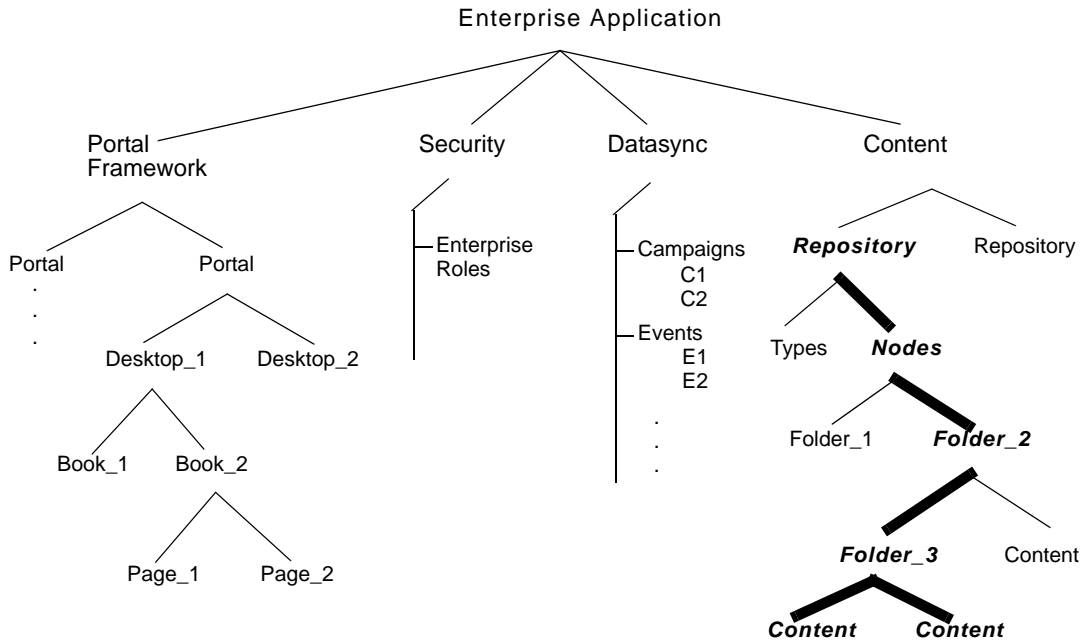 Enterprise Application
Portal
Framework
Security
Datasync
Content
Portal
Portal
.
.
.
Desktop_1
Desktop_2
Book_1
Book_2
Page_1
Page_2
Enterprise
Roles
Campaigns
C1
C2
Events
E1
E2
.
.
.
Repository
Repository
Types
Nodes
Folder_1
Folder_2
Folder_3
Content
Content
Content